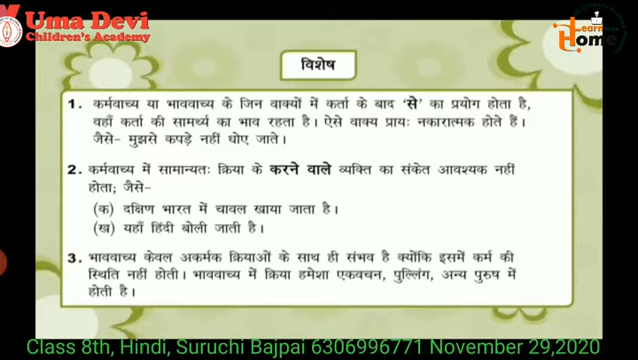 Uma Devi
Children's Academy
Learn
Home
विशेष
1. कर्मवाच्य या भाववाच्य के जिन वाक्यों में कर्ता के बाद ‘से’ का प्रयोग होता है,
वहाँ कर्ता की सामर्थ्य का भाव रहता है। ऐसे वाक्य प्रायः नकारात्मक होते हैं।
जैसे– मुझसे कपड़े नहीं धोए जाते।
2. कर्मवाच्य में सामान्यतः क्रिया के करने वाले व्यक्ति का संकेत आवश्यक नहीं
होता; जैसे–
(क) दक्षिण भारत में चावल खाया जाता है।
(ख) यहाँ हिंदी बोली जाती है।
3. भाववाच्य केवल अकर्मक क्रियाओं के साथ ही संभव है क्योंकि इसमें कर्म की
स्थिति नहीं होती। भाववाच्य में क्रिया हमेशा एकवचन, पुल्लिंग, अन्य पुरुष में
होती है।
Class 8th, Hindi, Suruchi Bajpai 6306996771 November 29,2020